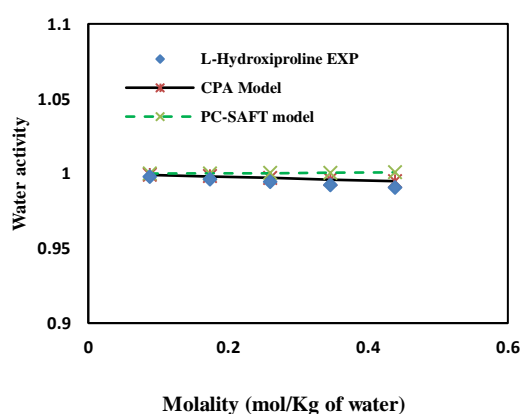 1.1
L-Hydroxiproline EXP
CPA Model
PC-SAFT model
1.05
1
0.95
0.9
Water activity
0
0.2
0.4
0.6
Molality (mol/Kg of water)